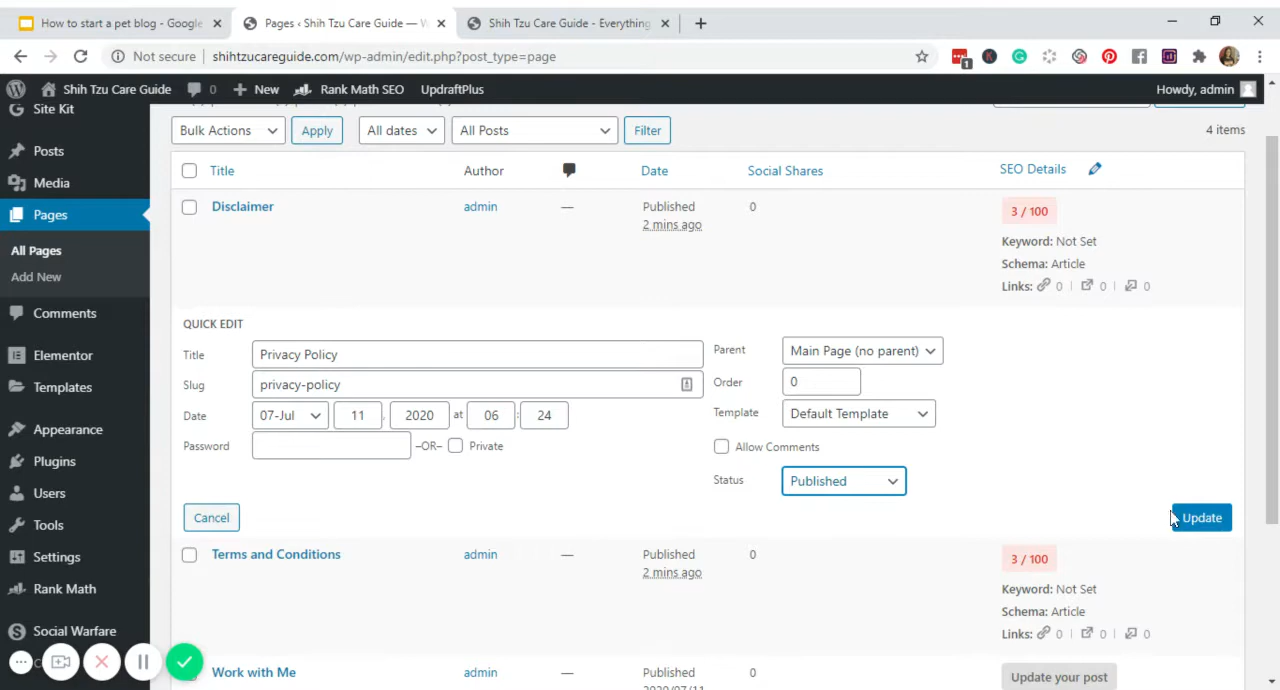 How to start a pet blog - Google
Pages ‹ Shih Tzu Care Guide — W
Shih Tzu Care Guide - Everything
Not secure
shihtzucareguide.com/wp-admin/edit.php?post_type=page
1
Shih Tzu Care Guide
0
New
Rank Math SEO
UpdraftPlus
Howdy, admin
Site Kit
Posts
Media
Pages
All Pages
Add New
Comments
Elementor
Templates
Appearance
Plugins
Users
Tools
Settings
Rank Math
Social Warfare
Bulk Actions
Apply
All dates
All Posts
Filter
4 items
Title
Author
Date
Social Shares
SEO Details
Disclaimer
admin
—
Published
2 mins ago
0
3 / 100
Keyword: Not Set
Schema: Article
Links: 0 | 0 | 0
QUICK EDIT
Title
Privacy Policy
Slug
privacy-policy
Date
07-Jul
11
,
2020
at
06
:
24
Password
–OR–
Private
Parent
Main Page (no parent)
Order
0
Template
Default Template
Allow Comments
Status
Published
Cancel
Update
Terms and Conditions
admin
—
Published
2 mins ago
0
3 / 100
Keyword: Not Set
Schema: Article
Links: 0 | 0 | 0
Work with Me
admin
—
Published
2020/07/11
0
Update your post